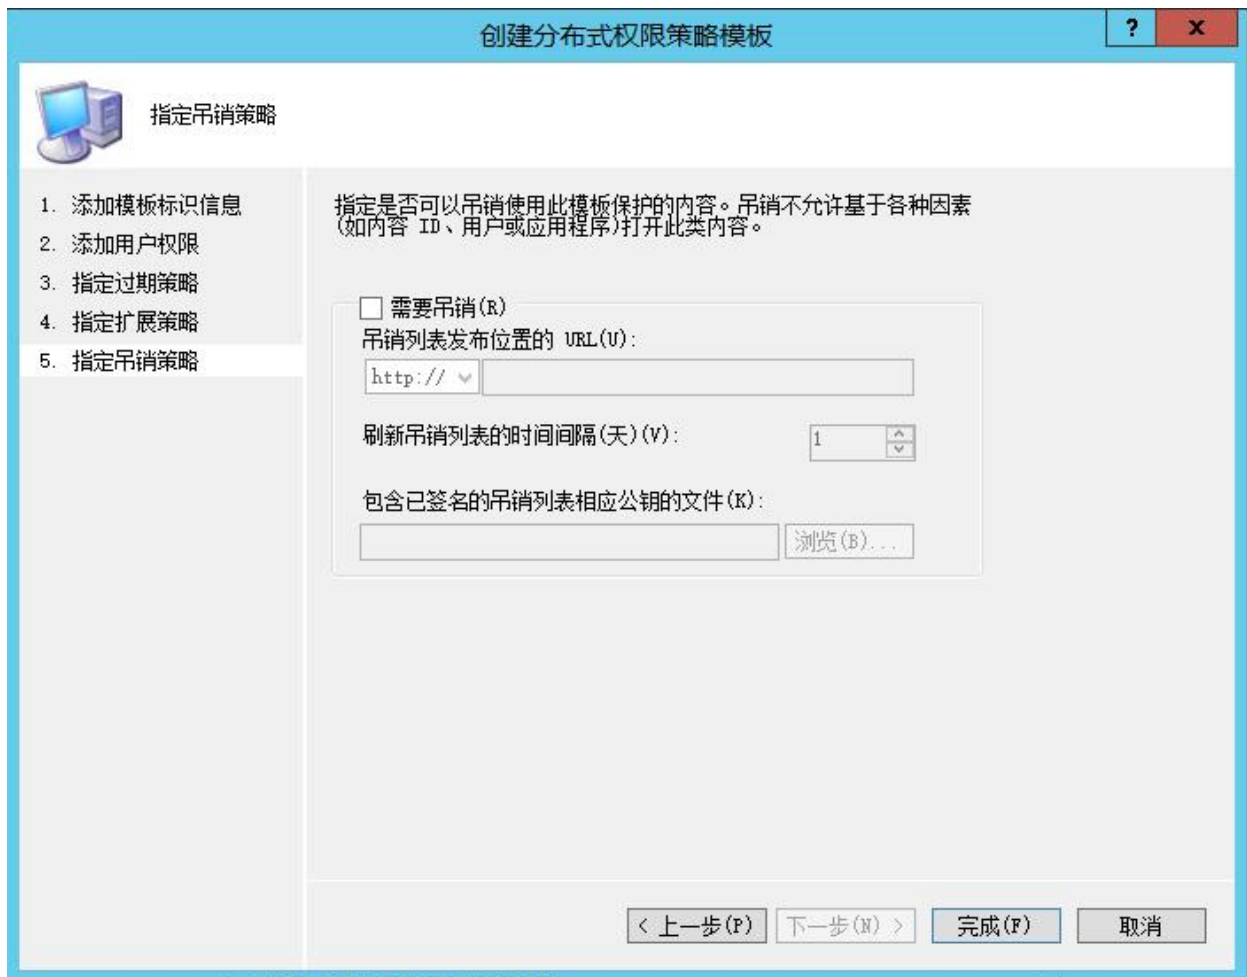 创建分布式权限策略模板
?
x
指定吊销策略
1. 添加模板标识信息
2. 添加用户权限
3. 指定过期策略
4. 指定扩展策略
5. 指定吊销策略
指定是否可以吊销使用此模板保护的内容。吊销不允许基于各种因素
(如内容 ID、用户或应用程序)打开此类内容。
需要吊销(R)
吊销列表发布位置的 URL(U):
http://
刷新吊销列表的时间间隔(天)(V):
1
包含已签名的吊销列表相应公钥的文件(K):
浏览(B)...
< 上一步(P)
下一步(N) >
完成(F)
取消